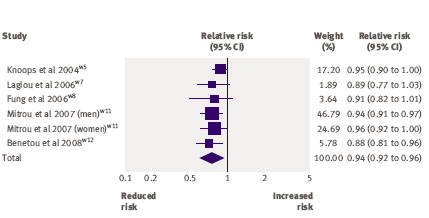 Study Relative risk (95% CI) Weight (%) Relative risk (95% CI)
Knoops et al 2004w5 17.20 0.95 (0.90 to 1.00)
Lagiou et al 2006w7 1.89 0.89 (0.77 to 1.03)
Fung et al 2006w8 3.64 0.91 (0.82 to 1.01)
Mitrou et al 2007 (men)w11 46.79 0.94 (0.91 to 0.97)
Mitrou et al 2007 (women)w11 24.69 0.96 (0.92 to 1.00)
Benetou et al 2008w12 5.78 0.88 (0.81 to 0.96)
Total 100.00 0.94 (0.92 to 0.96)
0.1 0.2 0.5 1 2 5
Reduced risk Increased risk